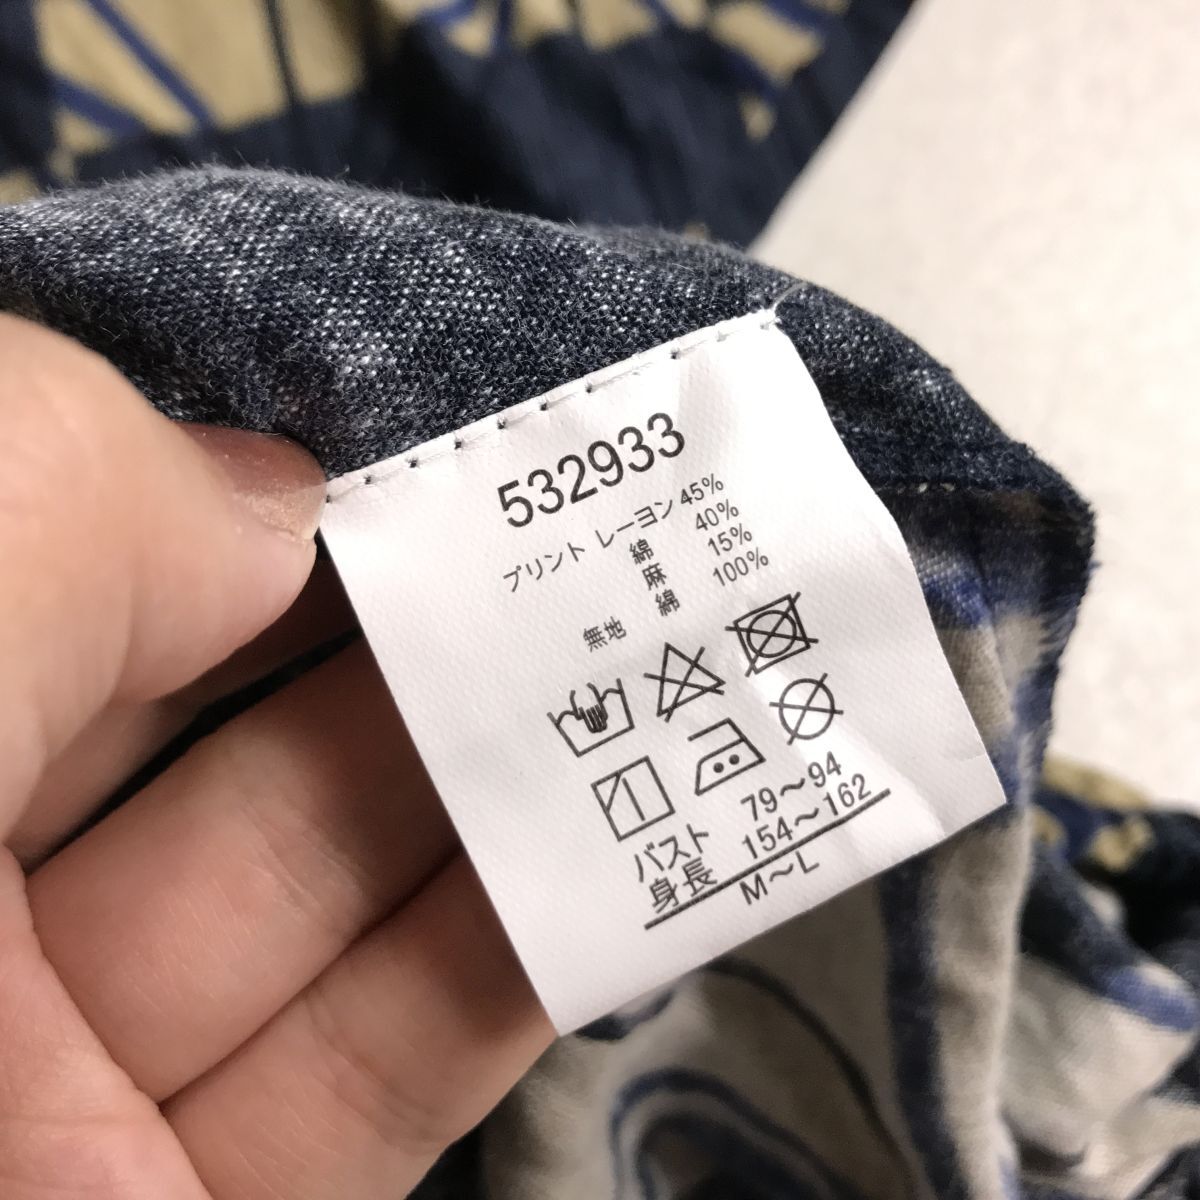 532933
プリント レーヨン 45%
綿 40%
麻 15%
無地 綿 100%
バスト 79～94
身長 154～162
M～L